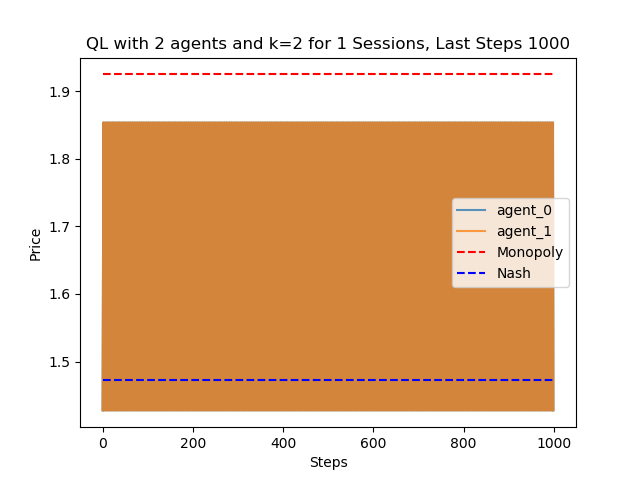 QL with 2 agents and k=2 for 1 Sessions, Last Steps 1000
1.9
1.8
1.7
1.6
1.5
Price
agent_0
agent_1
Monopoly
Nash
0 200 400 600 800 1000
Steps